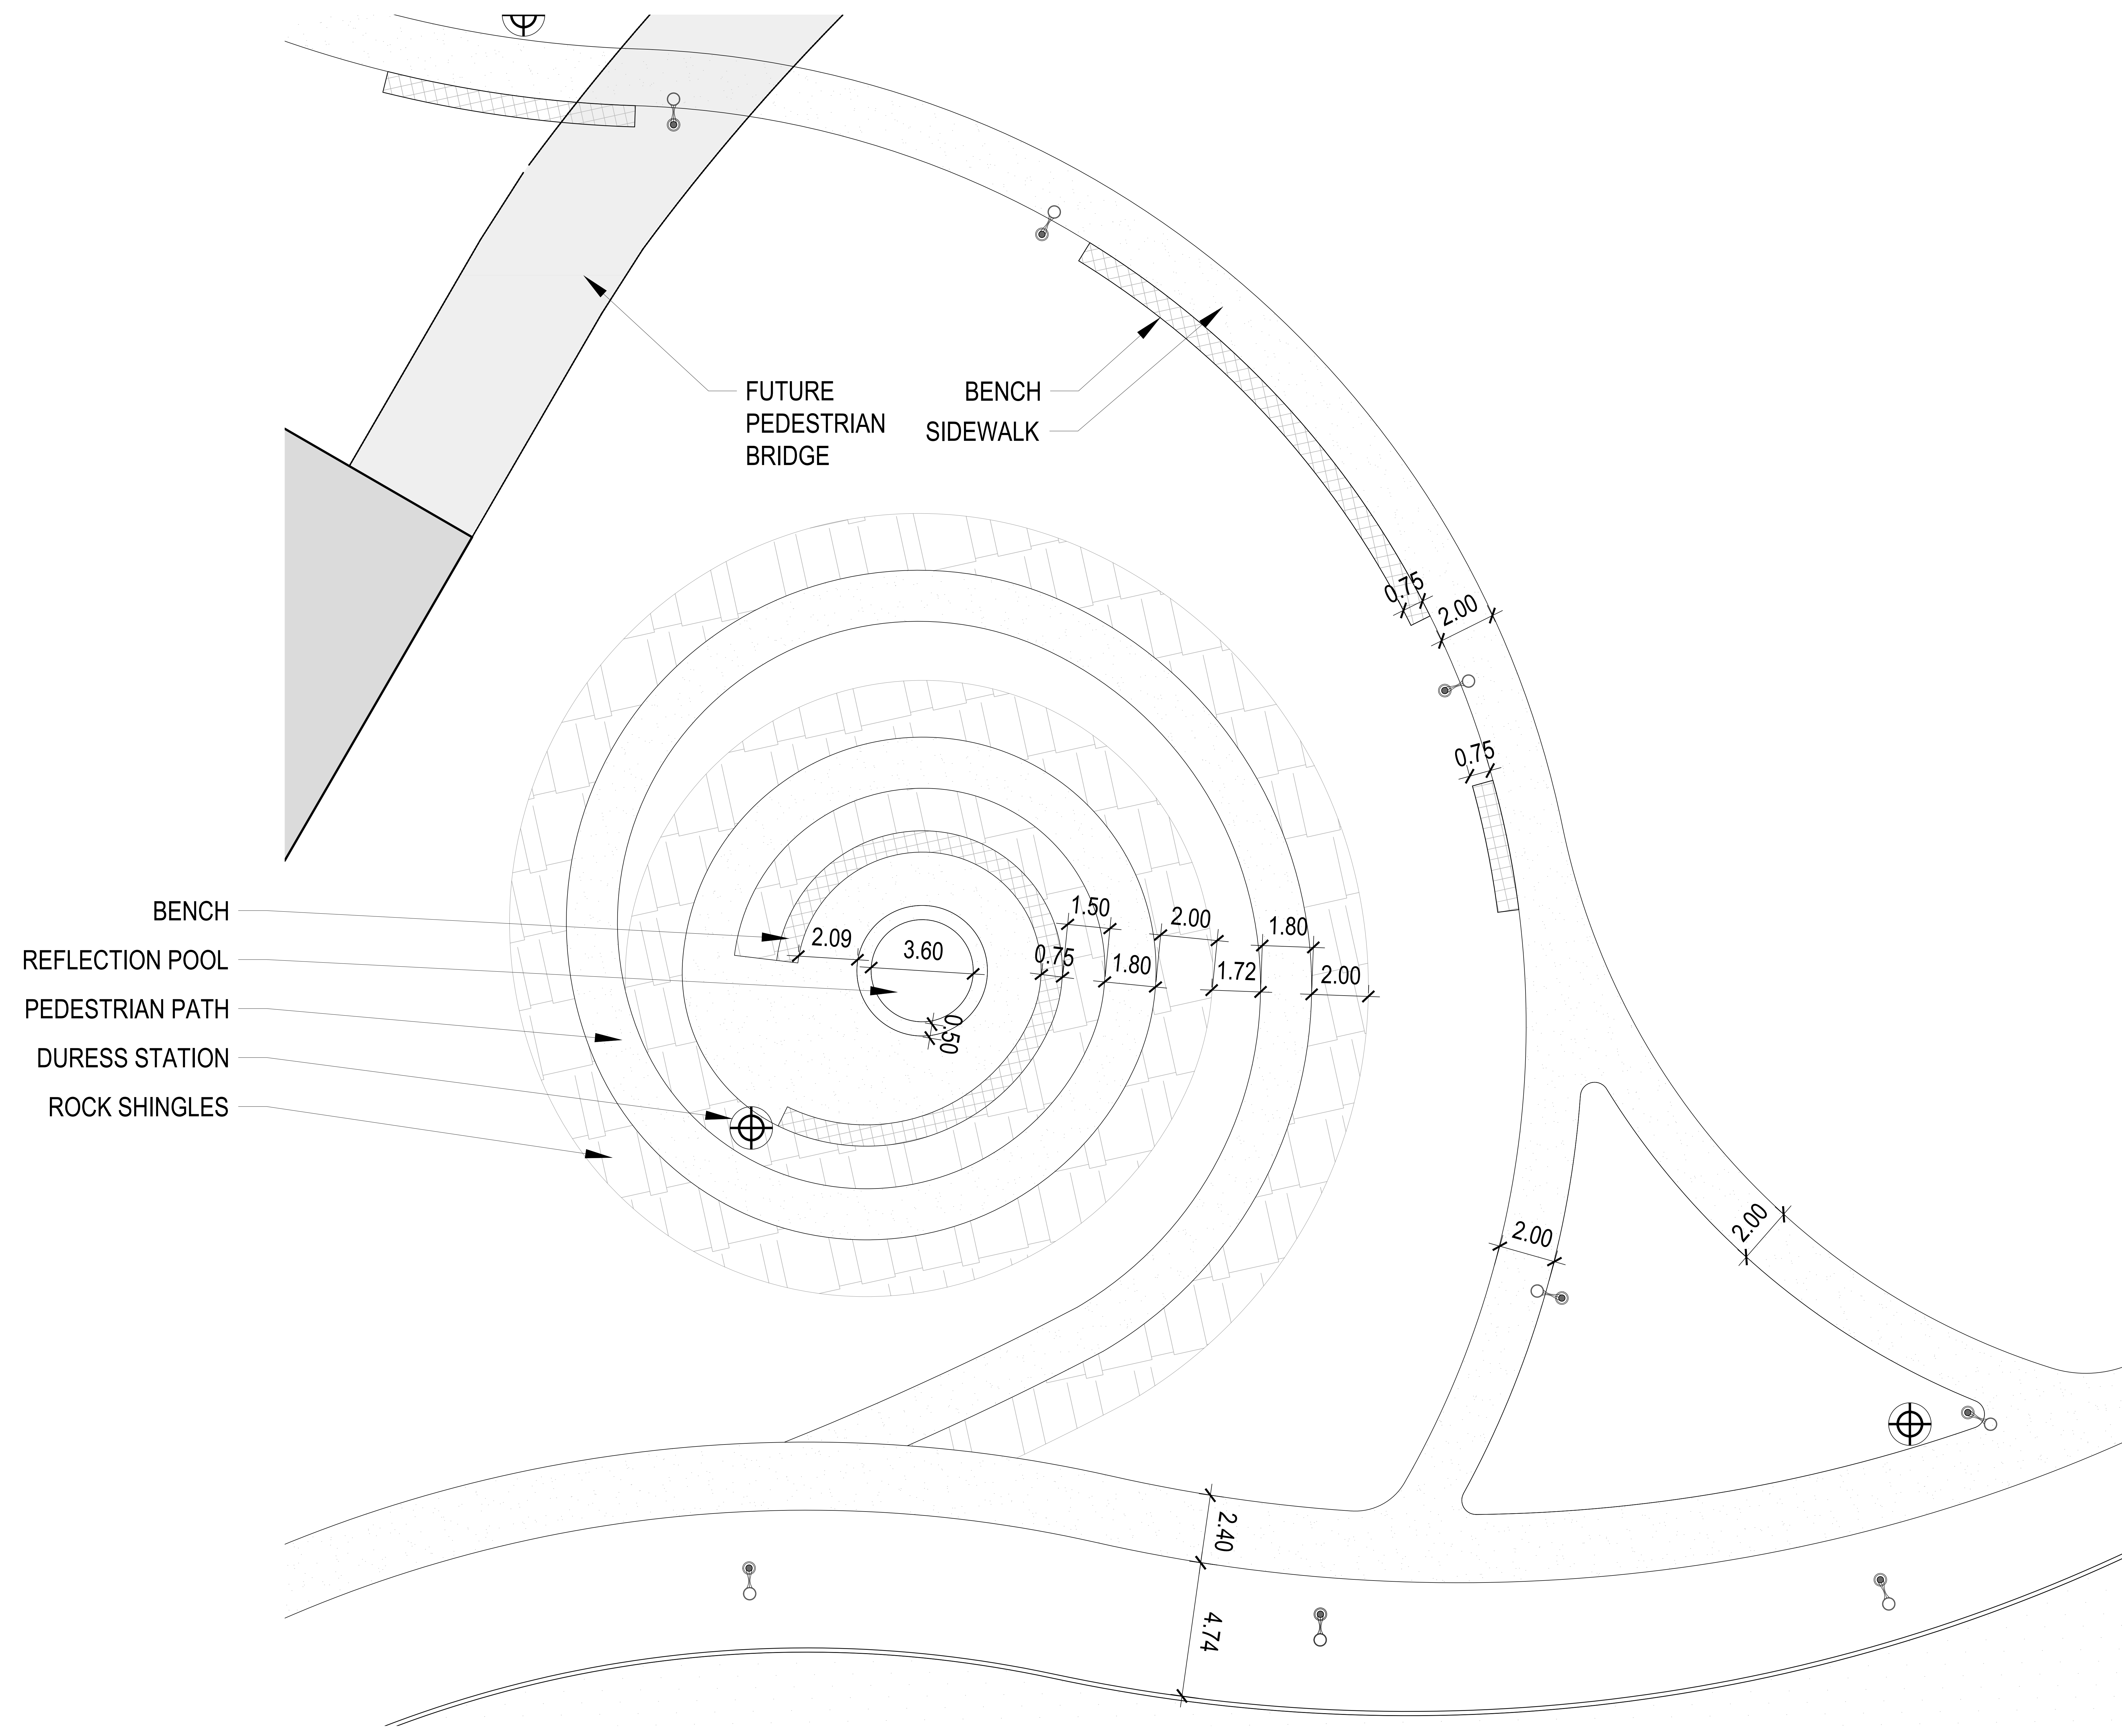 FUTURE
PEDESTRIAN
BRIDGE
BENCH
SIDEWALK
0.75
2.00
0.75
BENCH
REFLECTION POOL
PEDESTRIAN PATH
DURESS STATION
ROCK SHINGLES
2.09
3.60
0.50
0.75
1.50
1.80
2.00
1.72
1.80
2.00
2.00
2.00
2.40
4.74